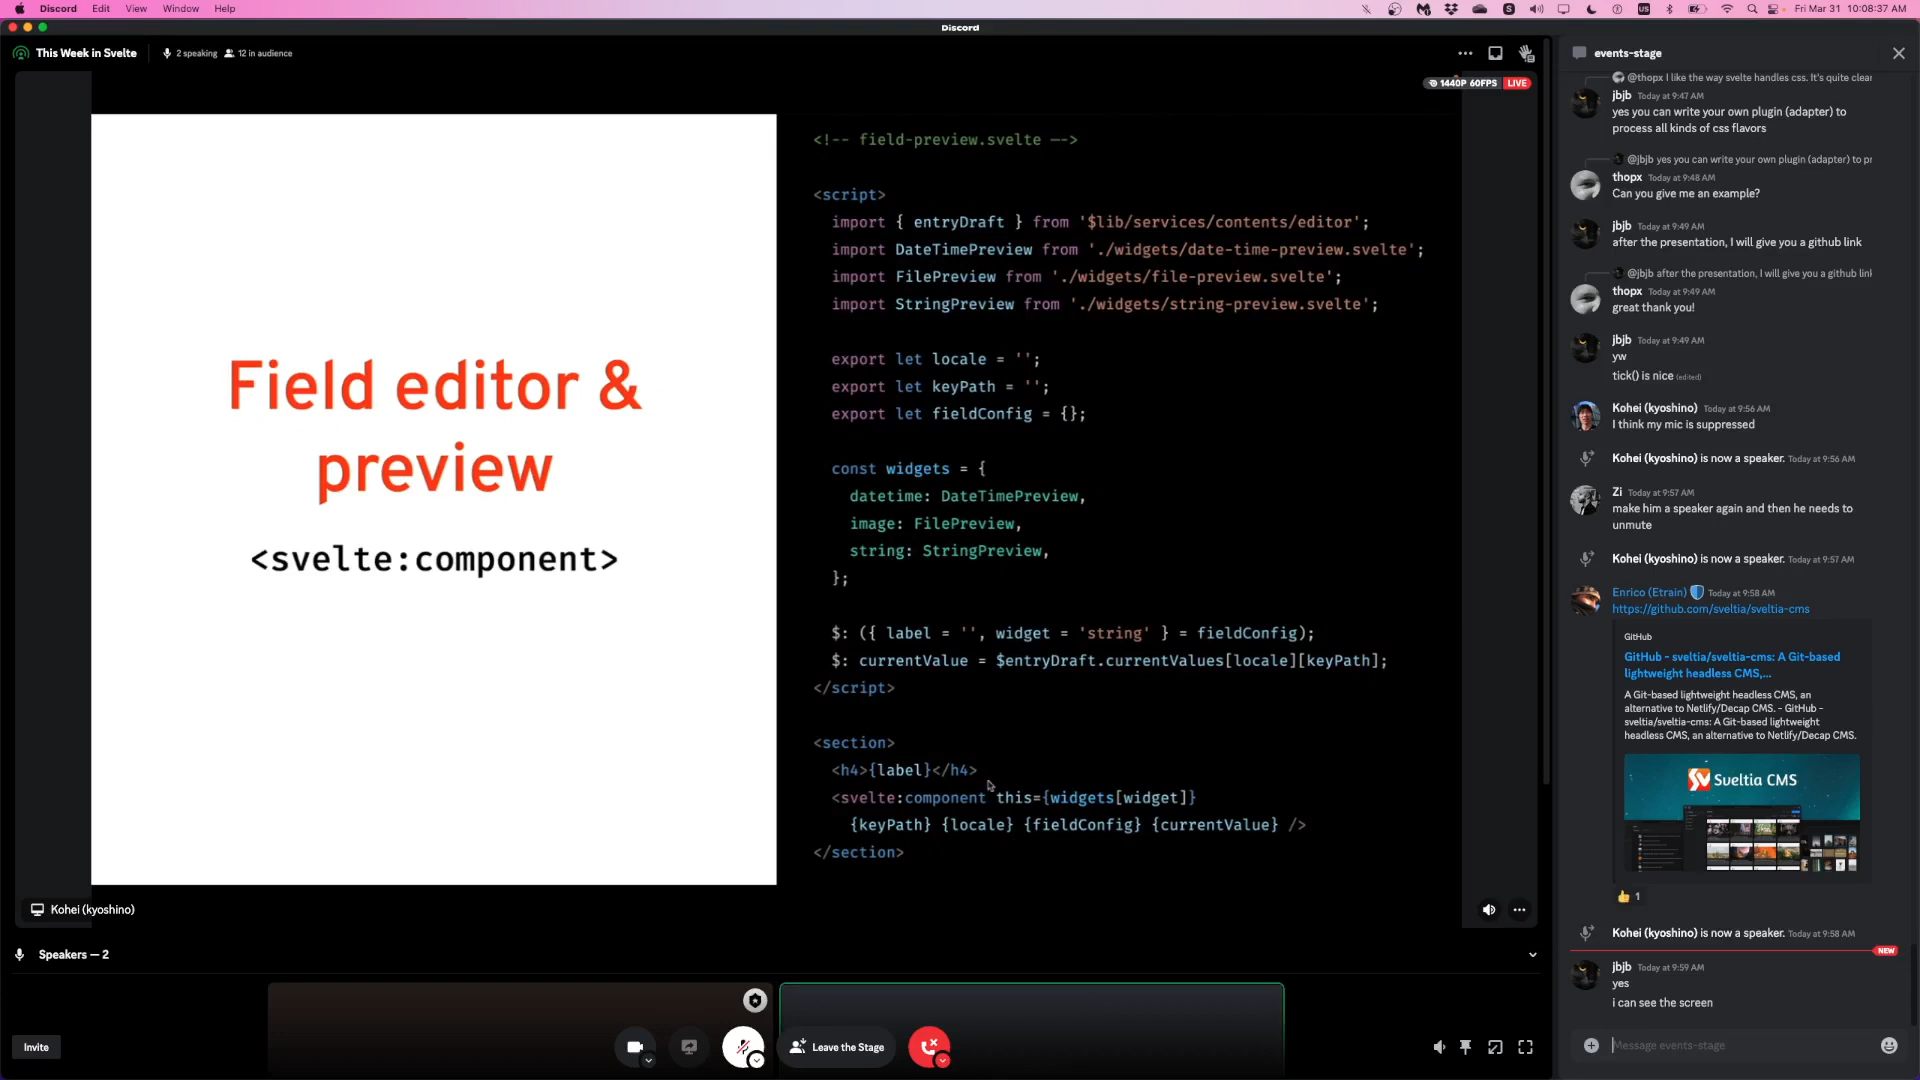 Discord Edit View Window Help
Fri Mar 31 10:08:37 AM
Discord
This Week in Svelte
2 speaking 12 in audience
1440P 60FPS LIVE
Field editor &
preview
<svelte:component>
<!-- field-preview.svelte -->
<script>
import { entryDraft } from '$lib/services/contents/editor';
import DateTimePreview from './widgets/date-time-preview.svelte';
import FilePreview from './widgets/file-preview.svelte';
import StringPreview from './widgets/string-preview.svelte';
export let locale = '';
export let keyPath = '';
export let fieldConfig = {};
const widgets = {
datetime: DateTimePreview,
image: FilePreview,
string: StringPreview,
};
$: ({ label = '', widget = 'string' } = fieldConfig);
$: currentValue = $entryDraft.currentValues[locale][keyPath];
</script>
<section>
<h4>{label}</h4>
<svelte:component this={widgets[widget]}
{keyPath} {locale} {fieldConfig} {currentValue} />
</section>
Kohei (kyoshino)
Speakers — 2
Invite
Leave the Stage
events-stage
@thopx I like the way svelte handles css. It's quite clear
jbjb Today at 9:47 AM
yes you can write your own plugin (adapter) to
process all kinds of css flavors
@jbjb yes you can write your own plugin (adapter) to pr
thopx Today at 9:48 AM
Can you give me an example?
jbjb Today at 9:49 AM
after the presentation, I will give you a github link
@jbjb after the presentation, I will give you a github link
thopx Today at 9:49 AM
great thank you!
jbjb Today at 9:49 AM
yw
tick() is nice (edited)
Kohei (kyoshino) Today at 9:56 AM
I think my mic is suppressed
Kohei (kyoshino) is now a speaker. Today at 9:56 AM
Zi Today at 9:57 AM
make him a speaker again and then he needs to
unmute
Kohei (kyoshino) is now a speaker. Today at 9:57 AM
Enrico (Etrain) Today at 9:58 AM
https://github.com/sveltia/sveltia-cms
GitHub
GitHub - sveltia/sveltia-cms: A Git-based
lightweight headless CMS,...
A Git-based lightweight headless CMS, an
alternative to Netlify/Decap CMS. - GitHub -
sveltia/sveltia-cms: A Git-based lightweight
headless CMS, an alternative to Netlify/Decap CMS.
Sveltia CMS
1
Kohei (kyoshino) is now a speaker. Today at 9:58 AM
NEW
jbjb Today at 9:59 AM
yes
i can see the screen
Message events-stage